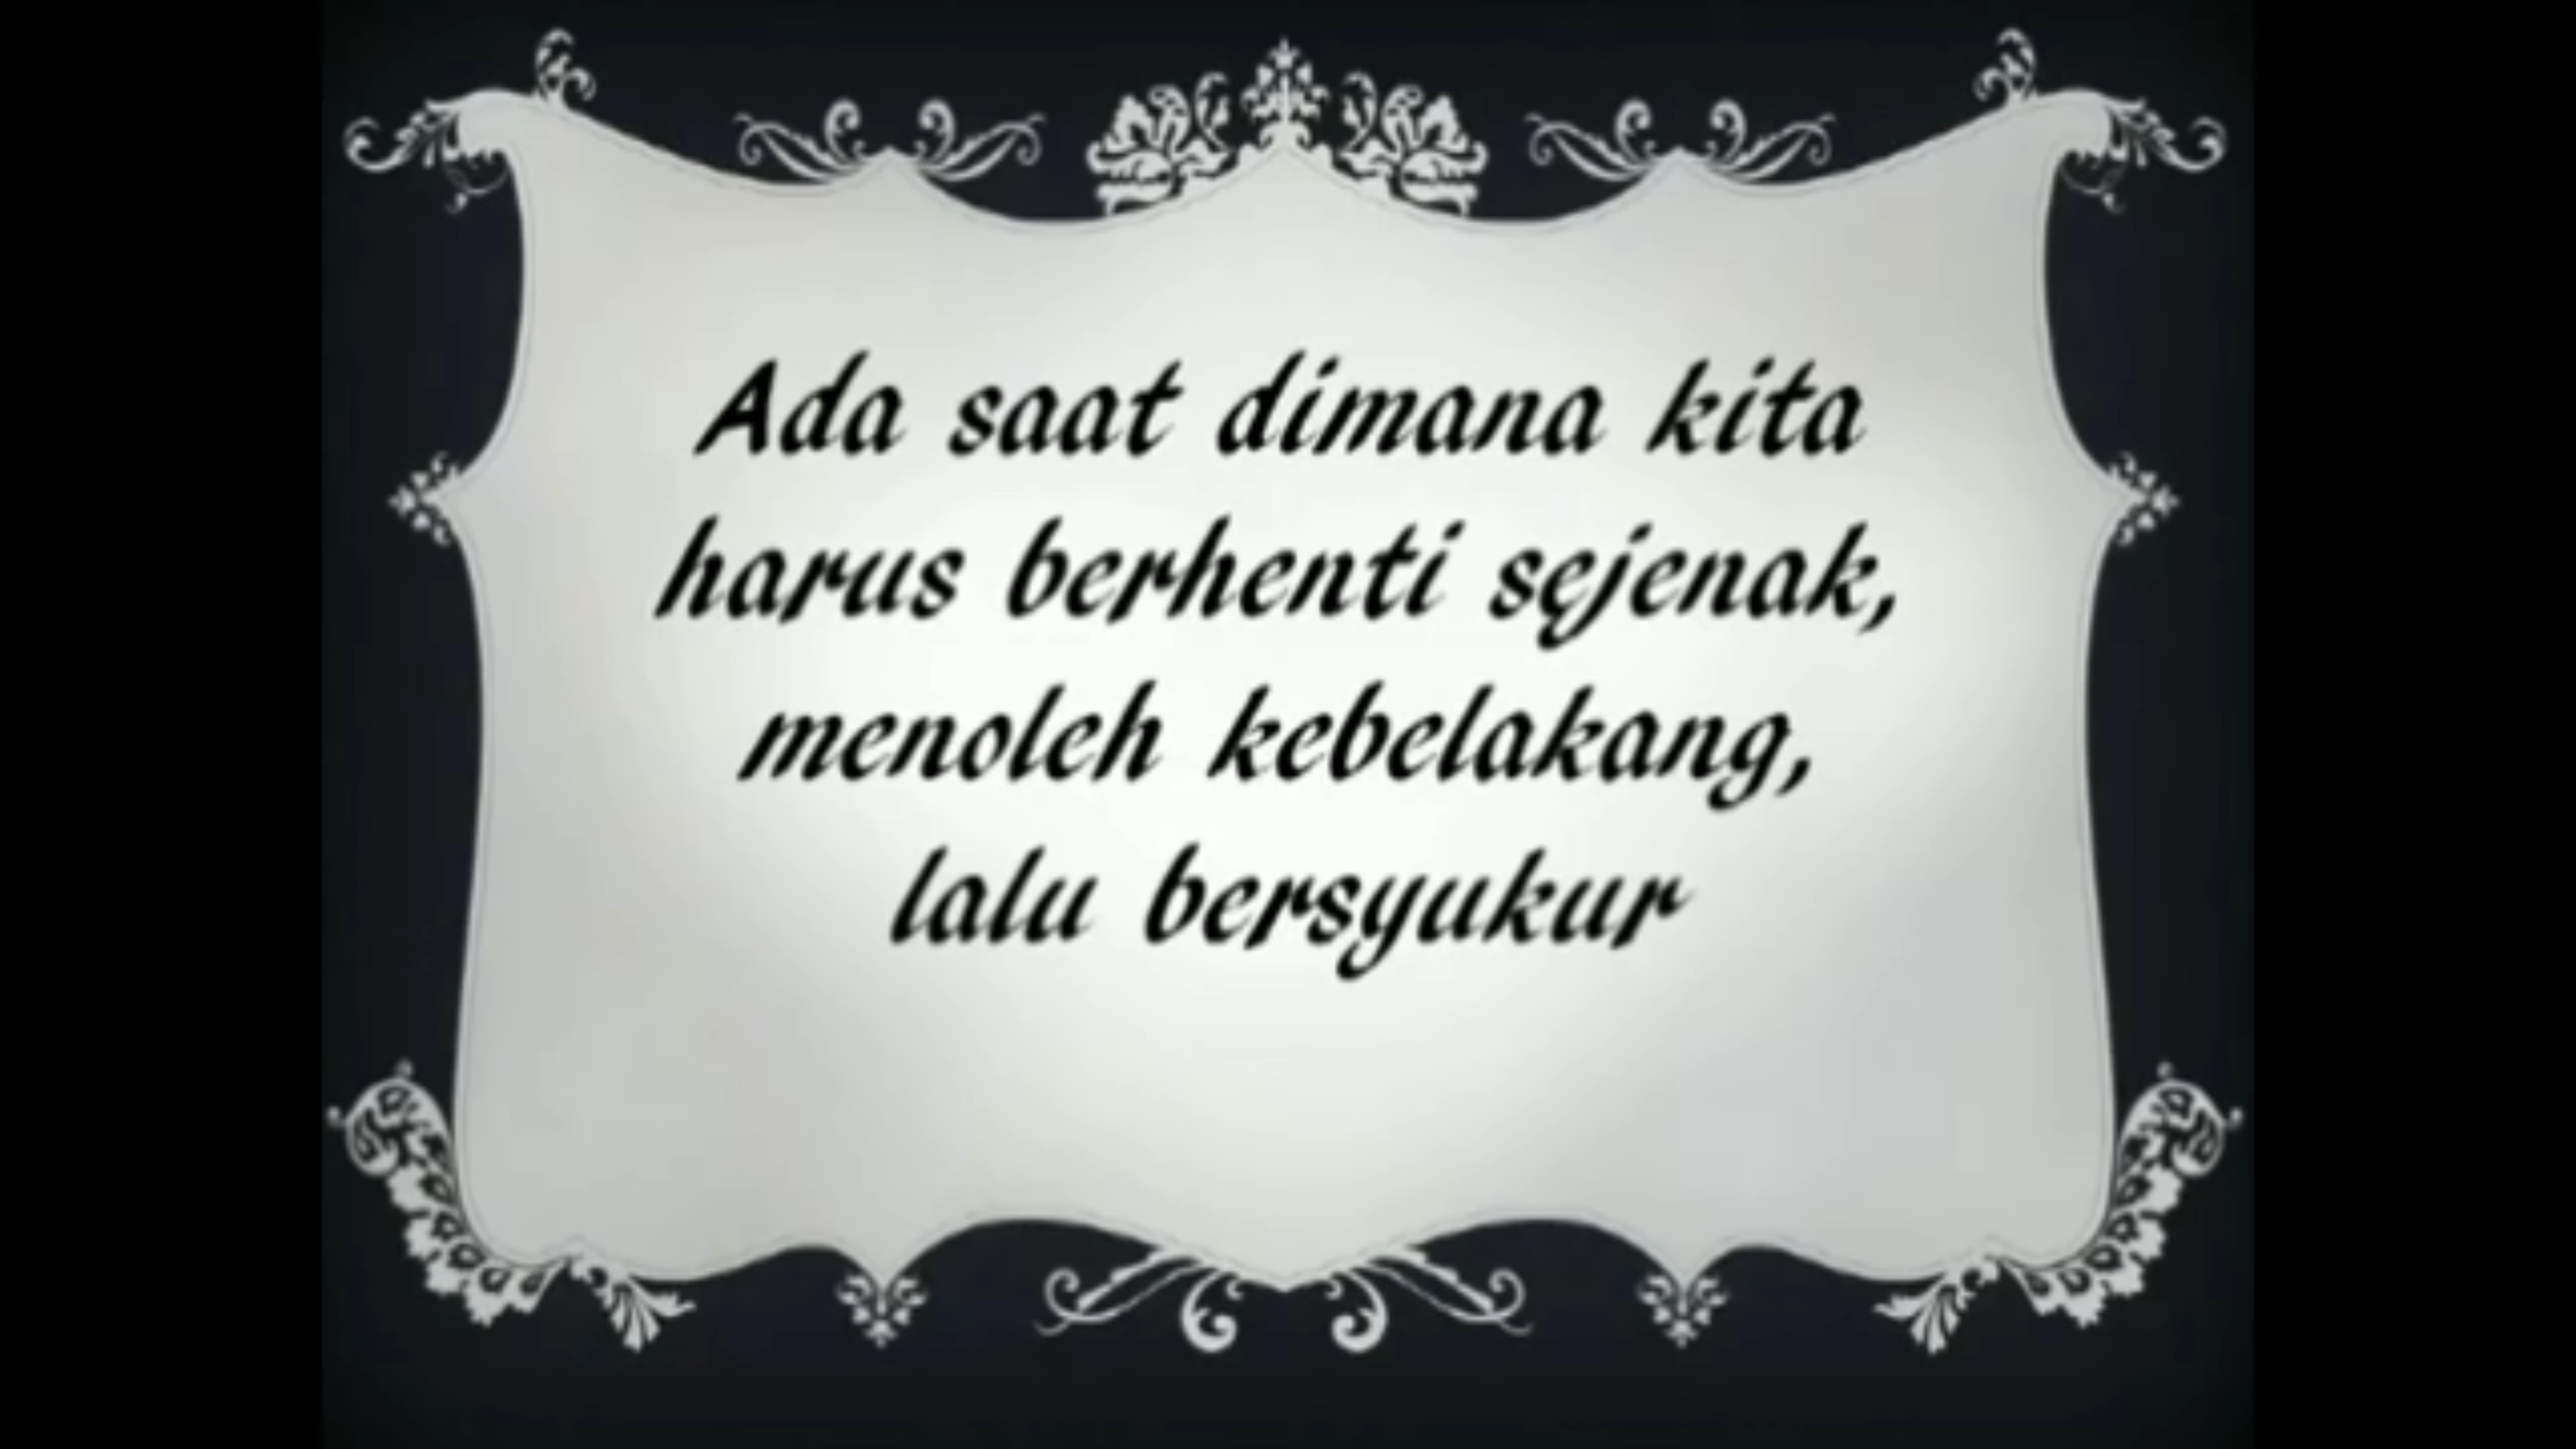 Ada saat dimana kita
harus berhenti sejenak,
menoleh kebelakang,
lalu bersyukur